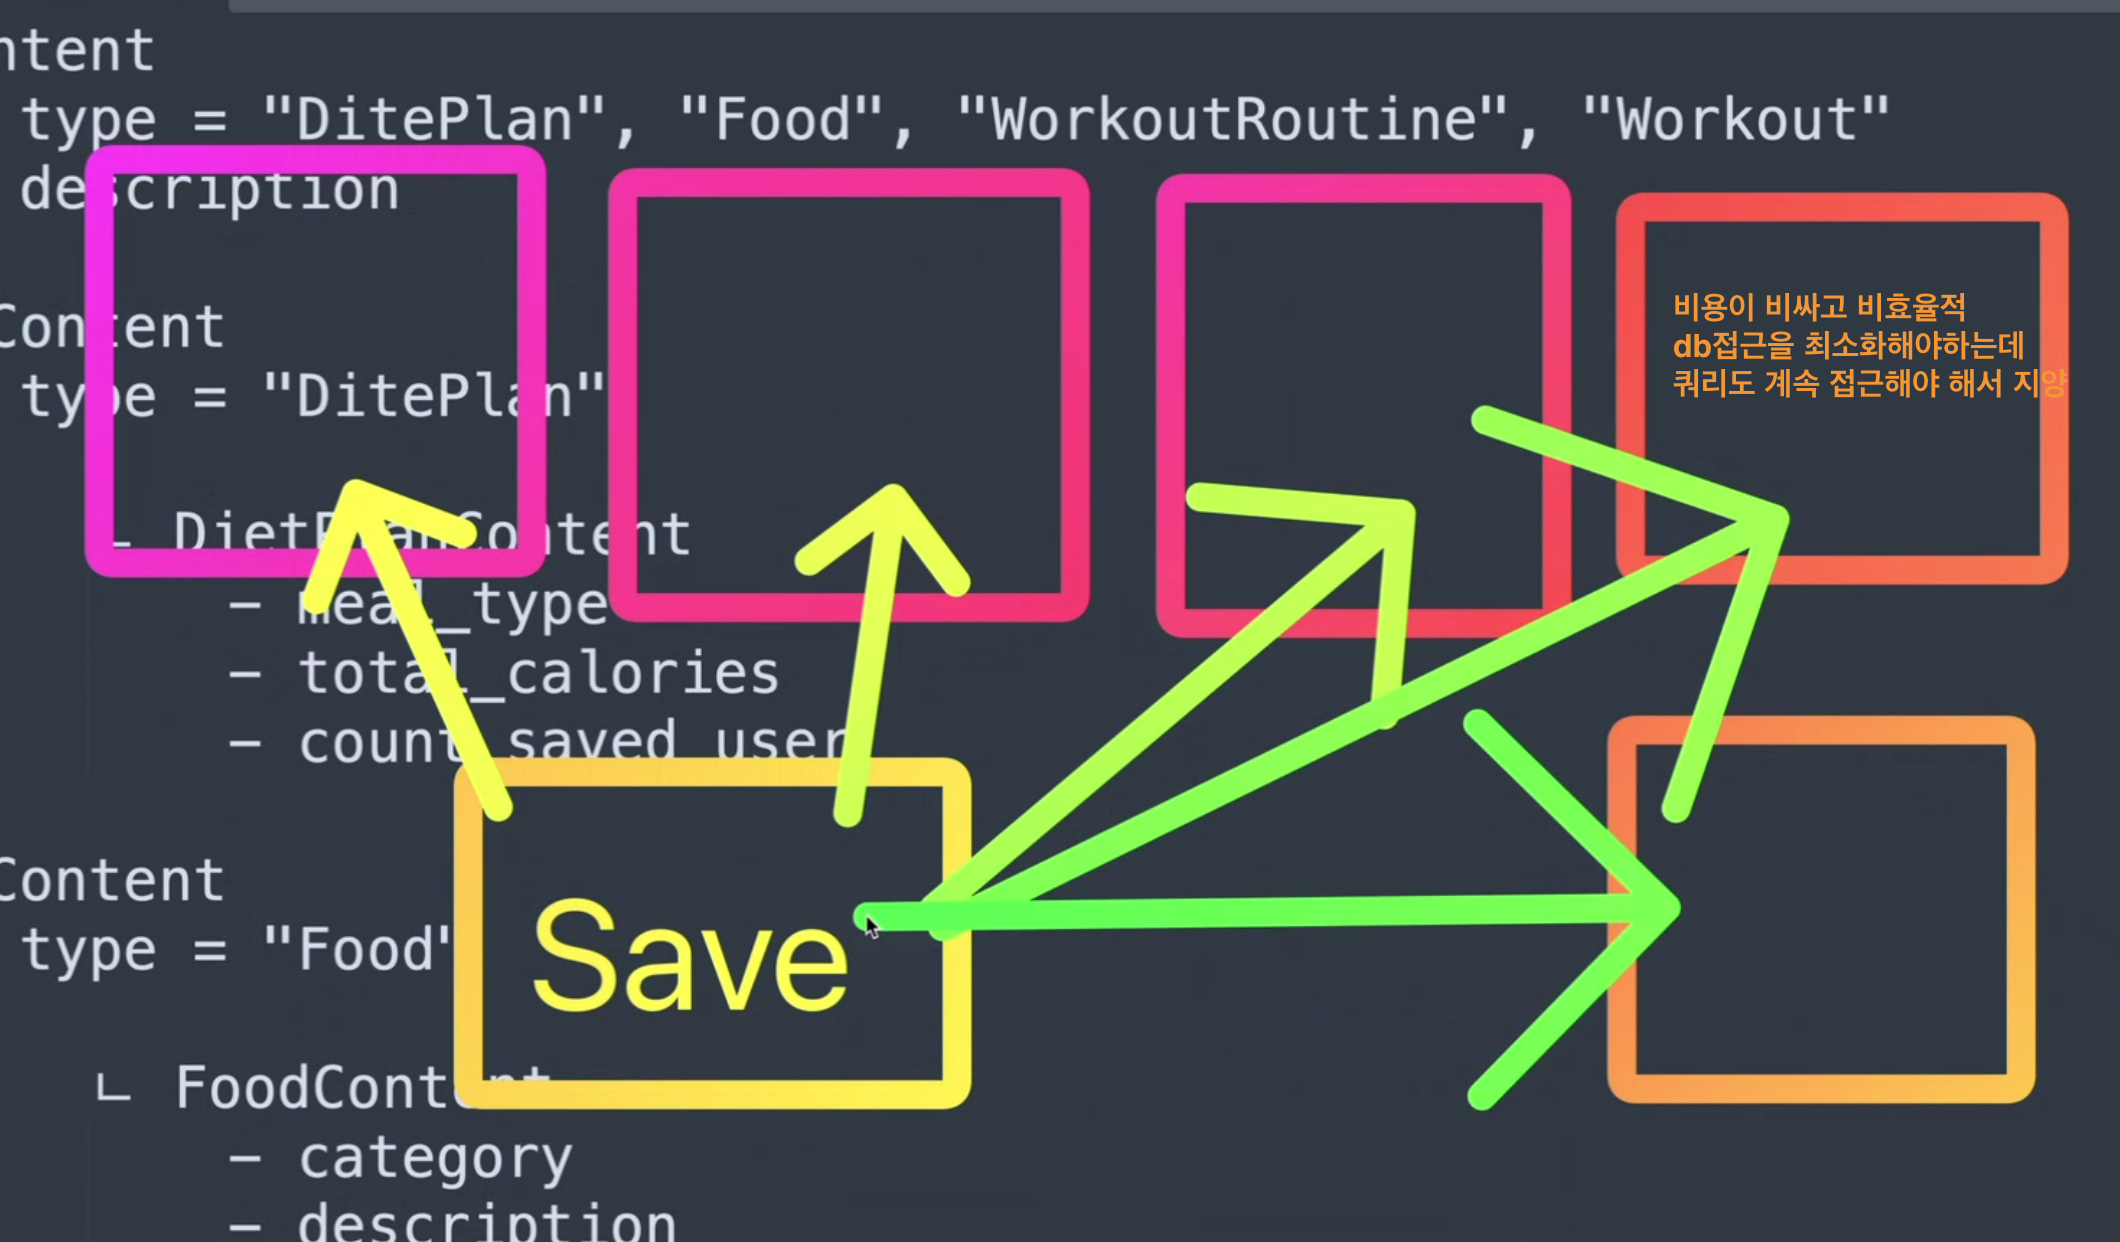 ntent
type = "DitePlan", "Food", "WorkoutRoutine", "Workout"
description
비용이 비싸고 비효율적
db접근을 최소화해야하는데
쿼리도 계속 접근해야 해서 지양
Content
type = "DitePlan"
∟ DietPlanContent
- meal_type
- total_calories
- count_saved_user
Content
type = "Food"
Save
∟ FoodContent
- category
- description